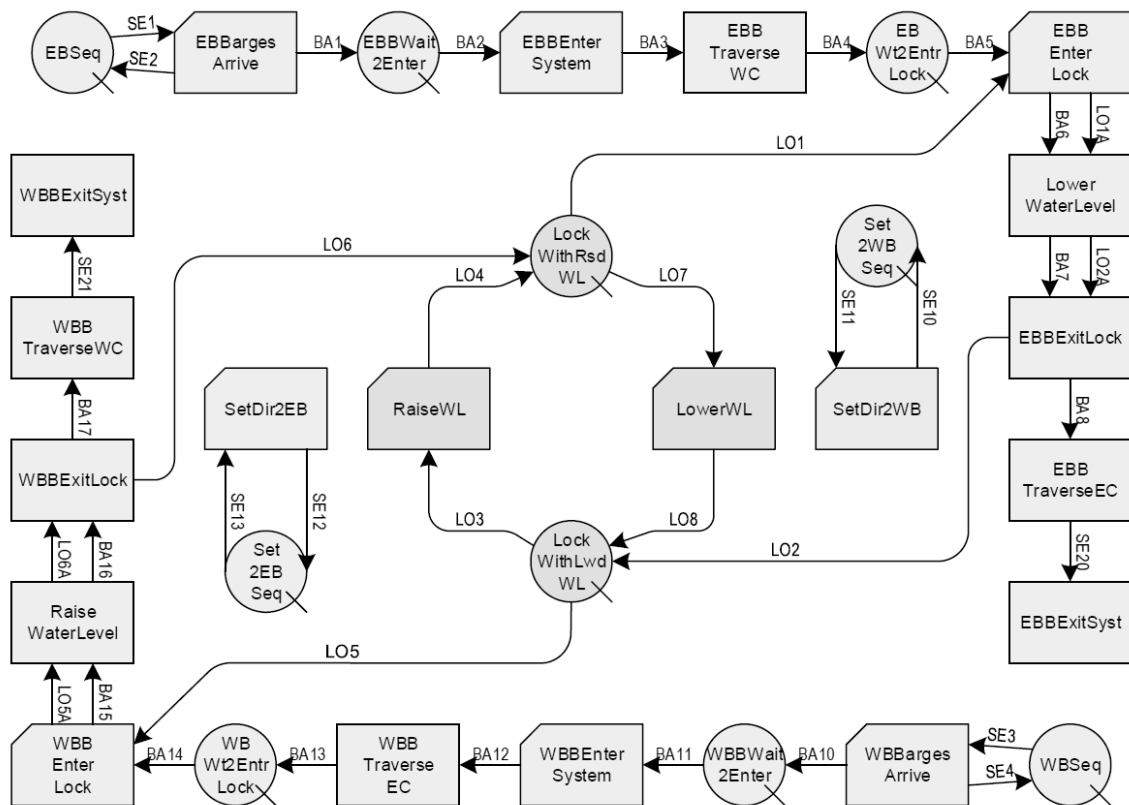 EBSeq
SE1
SE2
EBBarges
Arrive
BA1
EBBWait
2Enter
BA2
EBBEnter
System
BA3
EBB
Traverse
WC
BA4
EB
Wt2Entr
Lock
BA5
EBB
Enter
Lock
BA6
LO1A
LO1
WBBExitSyst
Lower
WaterLevel
Lock
WithRsd
WL
Set
2WB
Seq
LO6
LO4
LO7
SE21
BA7
LO2A
SE11
SE10
WBB
TraverseWC
EBBExitLock
SetDir2EB
RaiseWL
LowerWL
SetDir2WB
BA17
BA8
WBBExitLock
EBB
TraverseEC
SE13
SE12
LO3
LO8
LO2
LO6A
BA16
Set
2EB
Seq
Lock
WithLwd
WL
SE20
Raise
WaterLevel
EBBExitSyst
LO5
LO5A
BA15
WBB
Enter
Lock
BA14
WB
Wt2Entr
Lock
BA13
WBB
Traverse
EC
BA12
WBBEnter
System
BA11
WBBWait
2Enter
BA10
WBBarges
Arrive
SE3
SE4
WBSeq